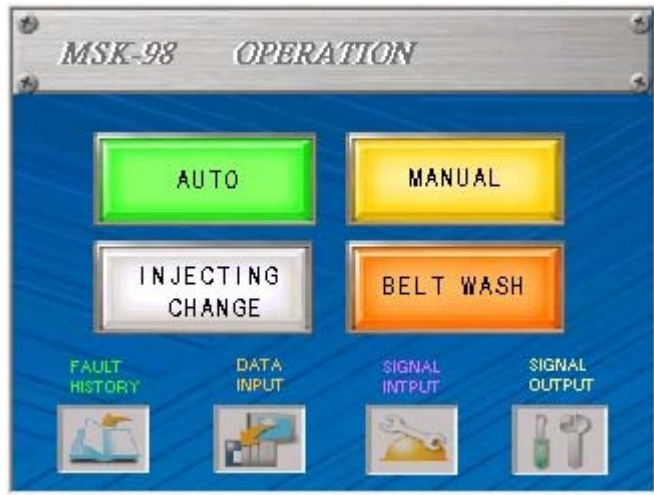 MSK-98 OPERATION
AUTO
MANUAL
INJECTING
CHANGE
BELT WASH
FAULT
HISTORY
DATA
INPUT
SIGNAL
INTPUT
SIGNAL
OUTPUT